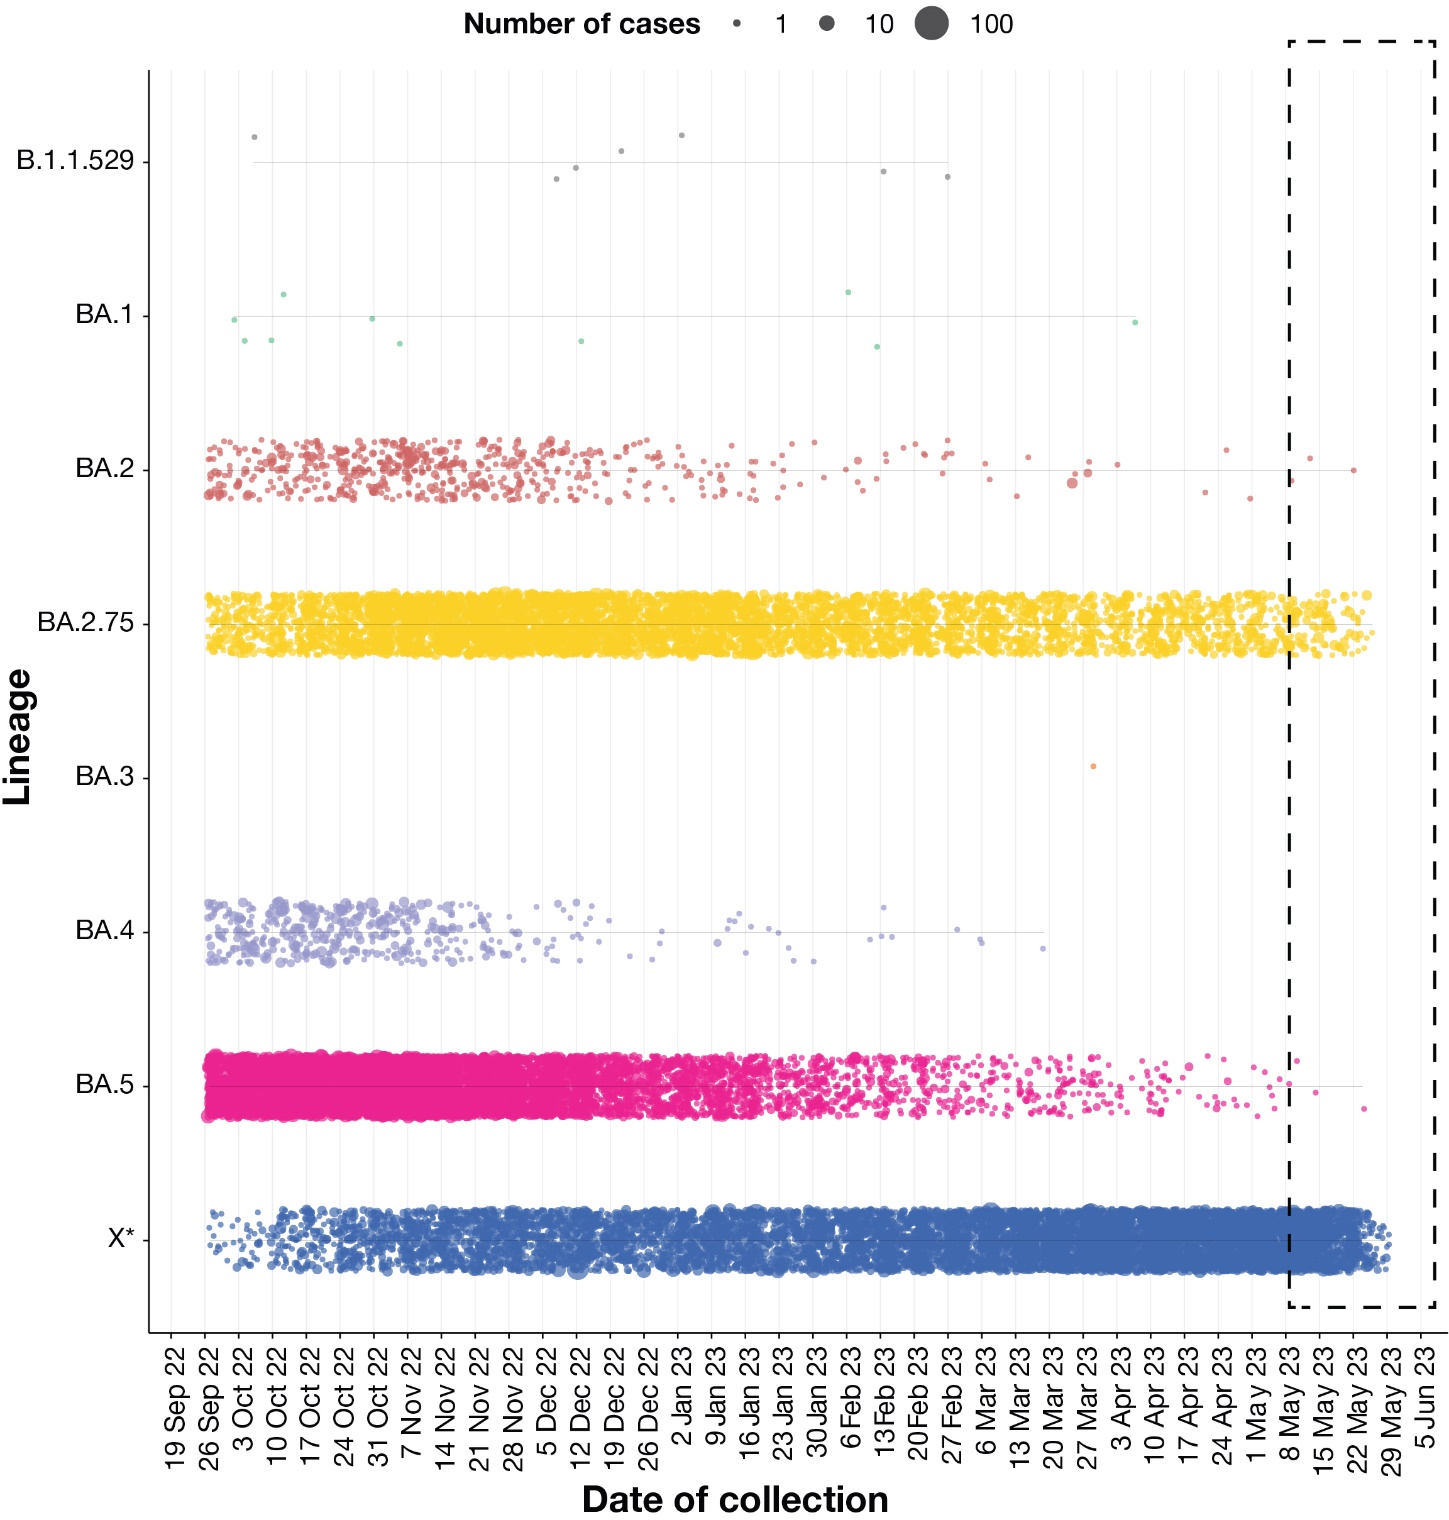 Number of cases 1 10 100
B.1.1.529
BA.1
BA.2
BA.2.75
BA.3
BA.4
BA.5
X*
Lineage
19 Sep 22
26 Sep 22
3 Oct 22
10 Oct 22
17 Oct 22
24 Oct 22
31 Oct 22
7 Nov 22
14 Nov 22
21 Nov 22
28 Nov 22
5 Dec 22
12 Dec 22
19 Dec 22
26 Dec 22
2 Jan 23
9 Jan 23
16 Jan 23
23 Jan 23
30Jan 23
6 Feb 23
13Feb 23
20Feb 23
27 Feb 23
6 Mar 23
13 Mar 23
20 Mar 23
27 Mar 23
3 Apr 23
10 Apr 23
17 Apr 23
24 Apr 23
1 May 23
8 May 23
15 May 23
22 May 23
29 May 23
5 Jun 23
Date of collection